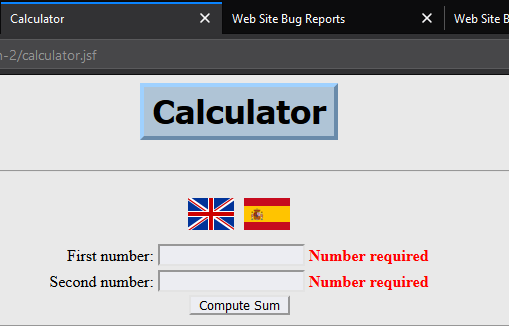 Calculator Web Site Bug Reports Web Site B
n-2/calculator.jsf
Calculator
First number: Number required
Second number: Number required
Compute Sum